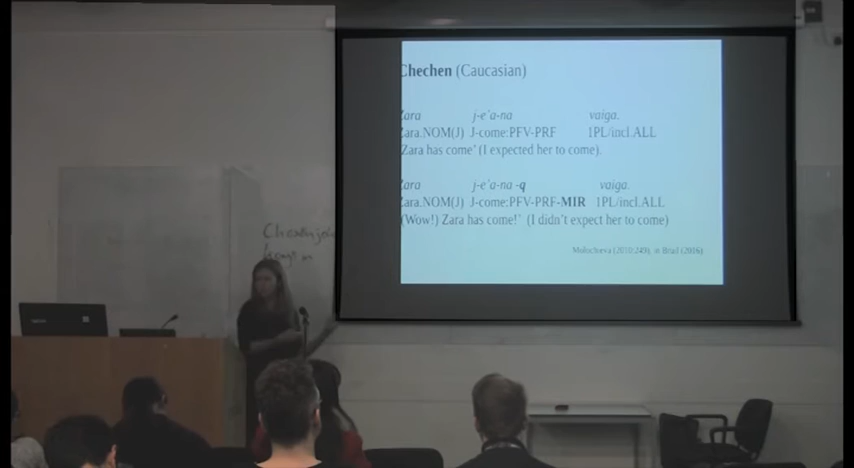 Chechen (Caucasian)
Zara j-e'a-na vaiga.
Zara.NOM(J) J-come:PFV-PRF 1PL/incl.ALL
Zara has come' (I expected her to come).
Zara j-e'a-na -q vaiga.
Zara.NOM(J) J-come:PFV-PRF-MIR 1PL/incl.ALL
(Wow!) Zara has come!' (I didn't expect her to come)
(2010:249), in (2016)